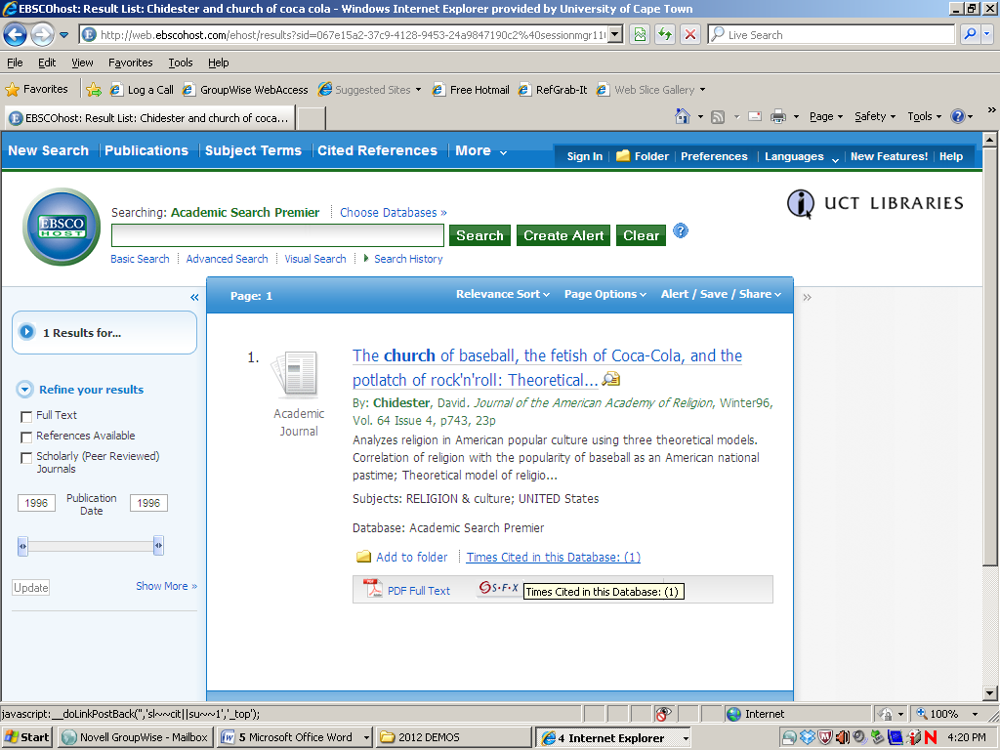 EBSCOhost: Result List: Chidester and church of coca cola - Windows Internet Explorer provided by University of Cape Town
http://web.ebscohost.com/ehost/results?sid=067e15a2-37c9-4128-9453-24a9847190c2%40sessionmgr11
Live Search
File Edit View Favorites Tools Help
Favorites Log a Call GroupWise WebAccess Suggested Sites Free Hotmail RefGrab-It Web Slice Gallery
EBSCOhost: Result List: Chidester and church of coca... Page Safety Tools
New Search Publications Subject Terms Cited References More
Sign In Folder Preferences Languages New Features! Help
EBSCO
HOST
Searching: Academic Search Premier Choose Databases »
UCT LIBRARIES
Search Create Alert Clear
Basic Search Advanced Search Visual Search Search History
«
Page: 1 Relevance Sort Page Options Alert / Save / Share
»
1 Results for...
Refine your results
Full Text
References Available
Scholarly (Peer Reviewed)
Journals
1996 Publication Date 1996
Update Show More »
1.
Academic
Journal
The church of baseball, the fetish of Coca-Cola, and the
potlatch of rock'n'roll: Theoretical...
By: Chidester, David. Journal of the American Academy of Religion, Winter96,
Vol. 64 Issue 4, p743, 23p
Analyzes religion in American popular culture using three theoretical models.
Correlation of religion with the popularity of baseball as an American national
pastime; Theoretical model of religio...
Subjects: RELIGION & culture; UNITED States
Database: Academic Search Premier
Add to folder Times Cited in this Database: (1)
PDF Full Text S·F·X Times Cited in this Database: (1)
javascript:__doLinkPostBack('','sl~~cit||su~~1','_top'); Internet 100%
Start Novell GroupWise - Mailbox 5 Microsoft Office Word 2012 DEMOS 4 Internet Explorer 4:20 PM